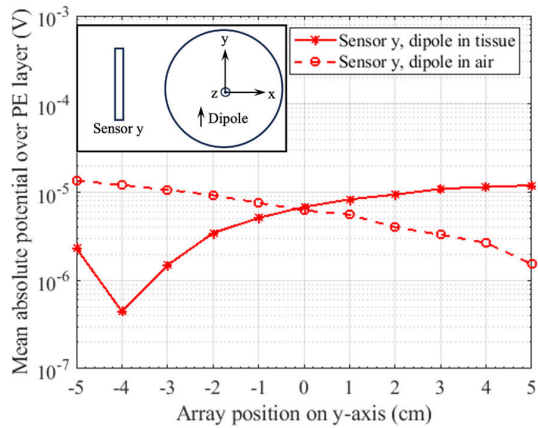 Mean absolute potential over PE layer (V)
10⁻³
10⁻⁴
10⁻⁵
10⁻⁶
10⁻⁷
y
z
x
Dipole
Sensor y
Sensor y, dipole in tissue
Sensor y, dipole in air
-5 -4 -3 -2 -1 0 1 2 3 4 5
Array position on y-axis (cm)